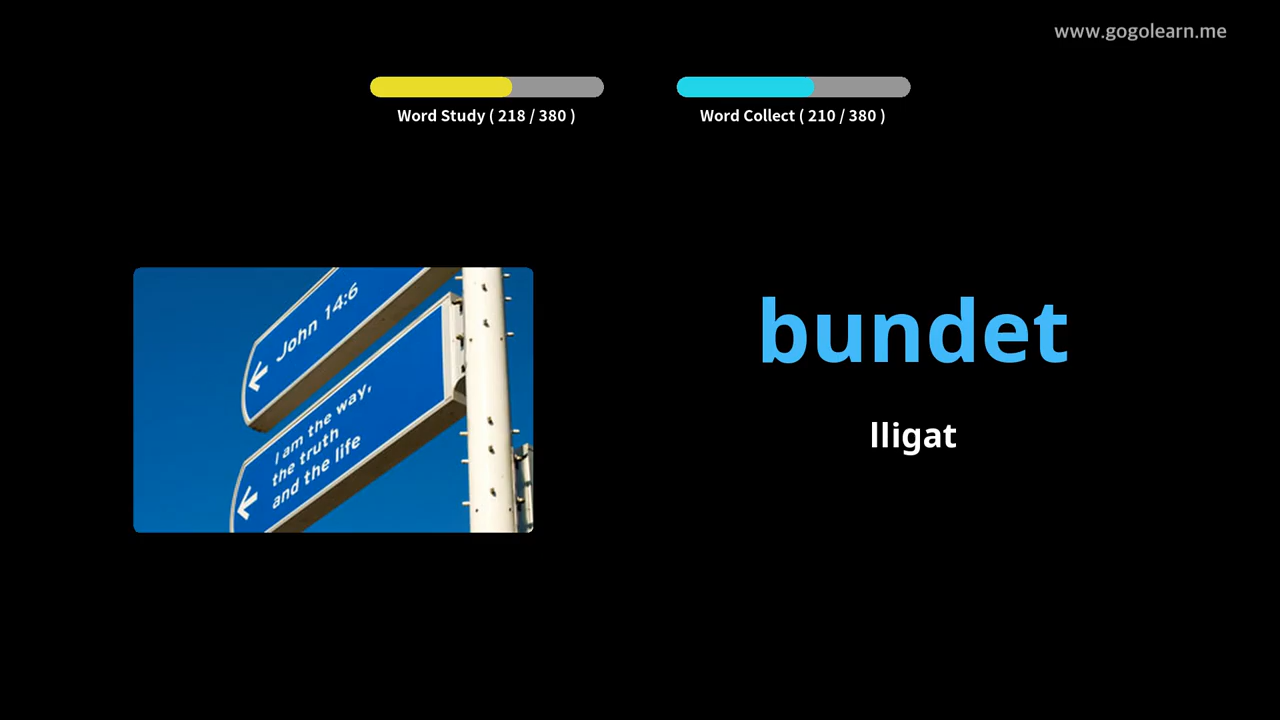 www.gogolearn.me
Word Study ( 218 / 380 )
Word Collect ( 210 / 380 )
John 14:6
I am the way,
the truth
and the life
bundet
lligat